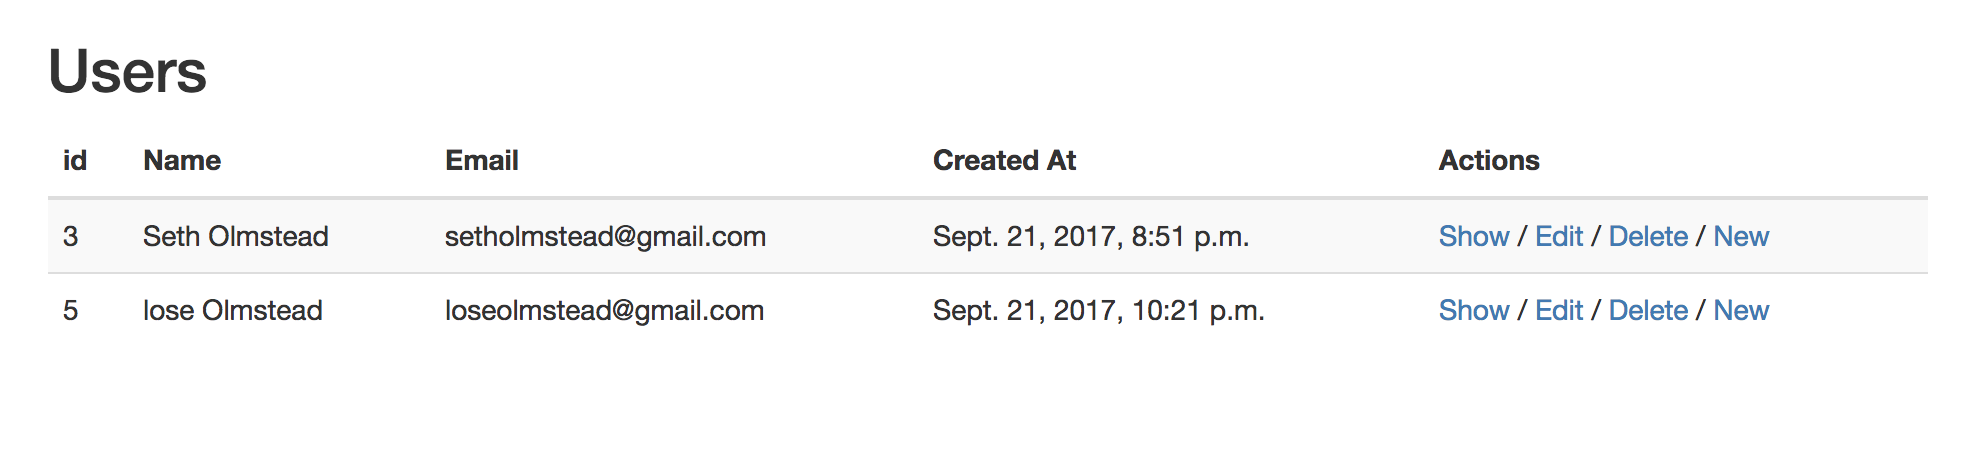 Users
id Name Email Created At Actions
3 Seth Olmstead setholmstead@gmail.com Sept. 21, 2017, 8:51 p.m. Show / Edit / Delete / New
5 lose Olmstead loseolmstead@gmail.com Sept. 21, 2017, 10:21 p.m. Show / Edit / Delete / New